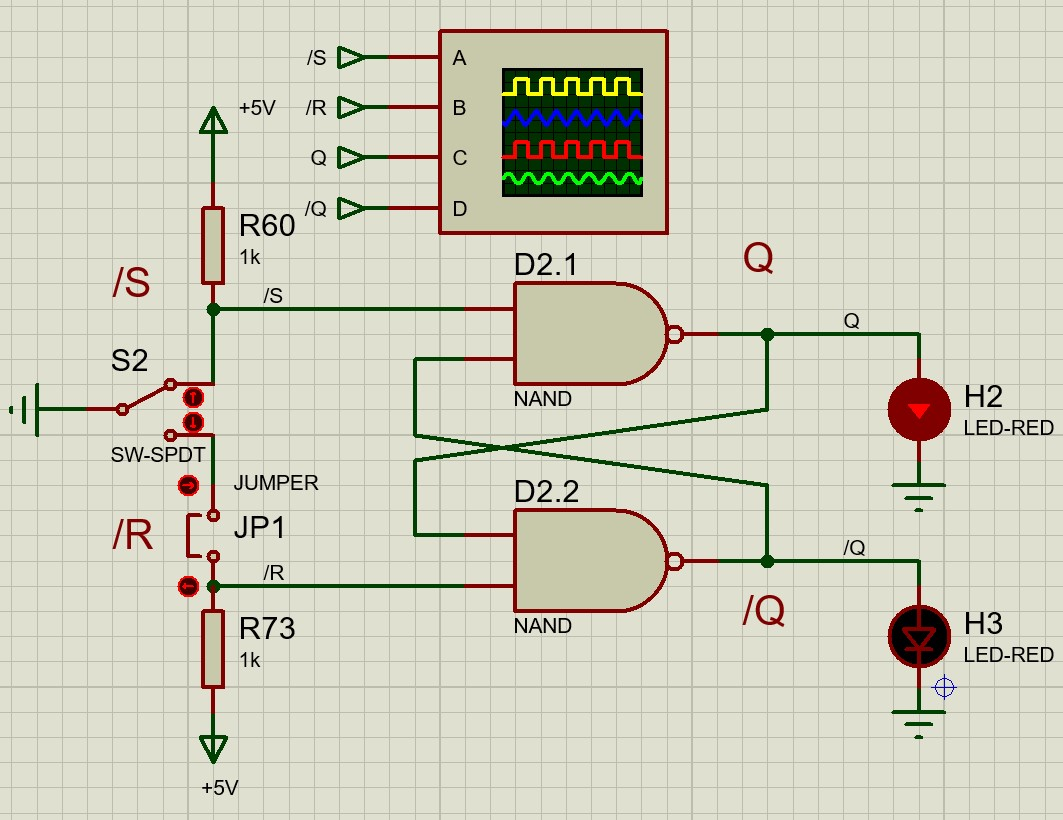 /S
A
/R
B
Q
C
/Q
D
+5V
R60
1k
/S
/S
D2.1
NAND
Q
Q
H2
LED-RED
S2
SW-SPDT
JUMPER
JP1
/R
/R
D2.2
NAND
/Q
/Q
H3
LED-RED
R73
1k
+5V